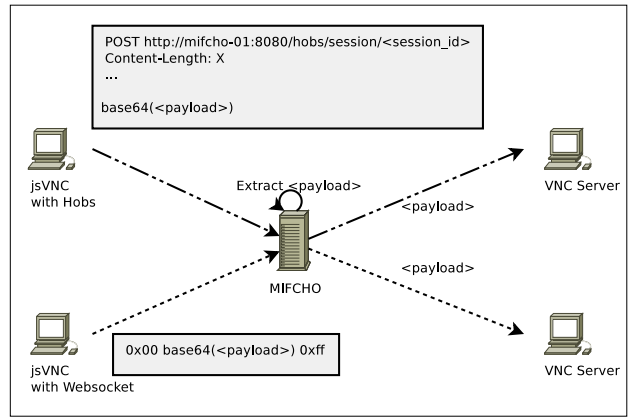 POST http://mifcho-01:8080/hobs/session/<session_id>
Content-Length: X
...
base64(<payload>)
jsVNC
with Hobs
Extract <payload>
VNC Server
<payload>
<payload>
MIFCHO
0x00 base64(<payload>) 0xff
jsVNC
with Websocket
VNC Server